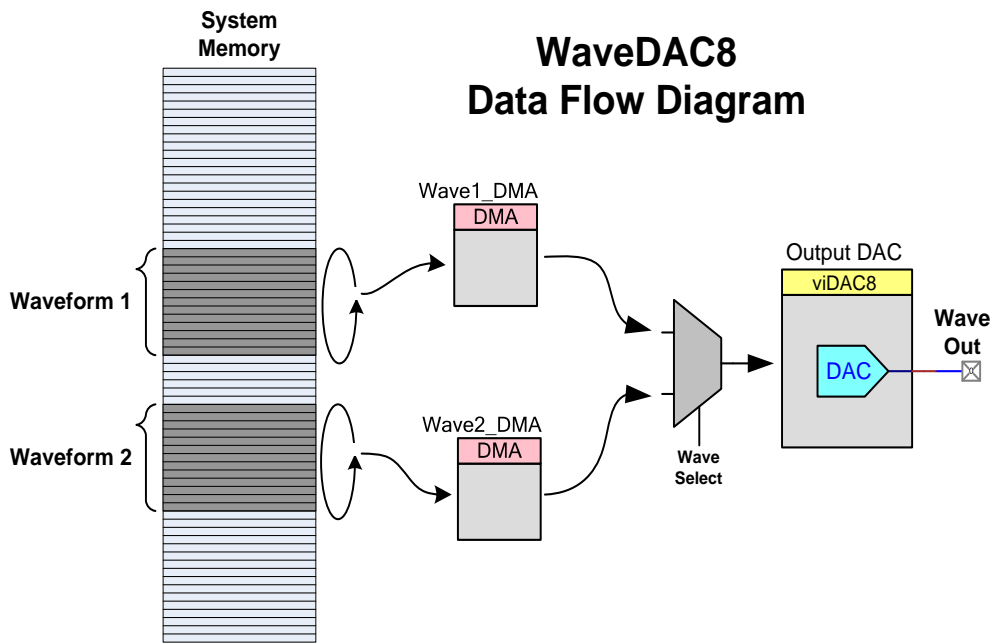 System
Memory
WaveDAC8
Data Flow Diagram
Wave1_DMA
DMA
Output DAC
viDAC8
Waveform 1
Wave
Out
DAC
Wave2_DMA
DMA
Waveform 2
Wave
Select